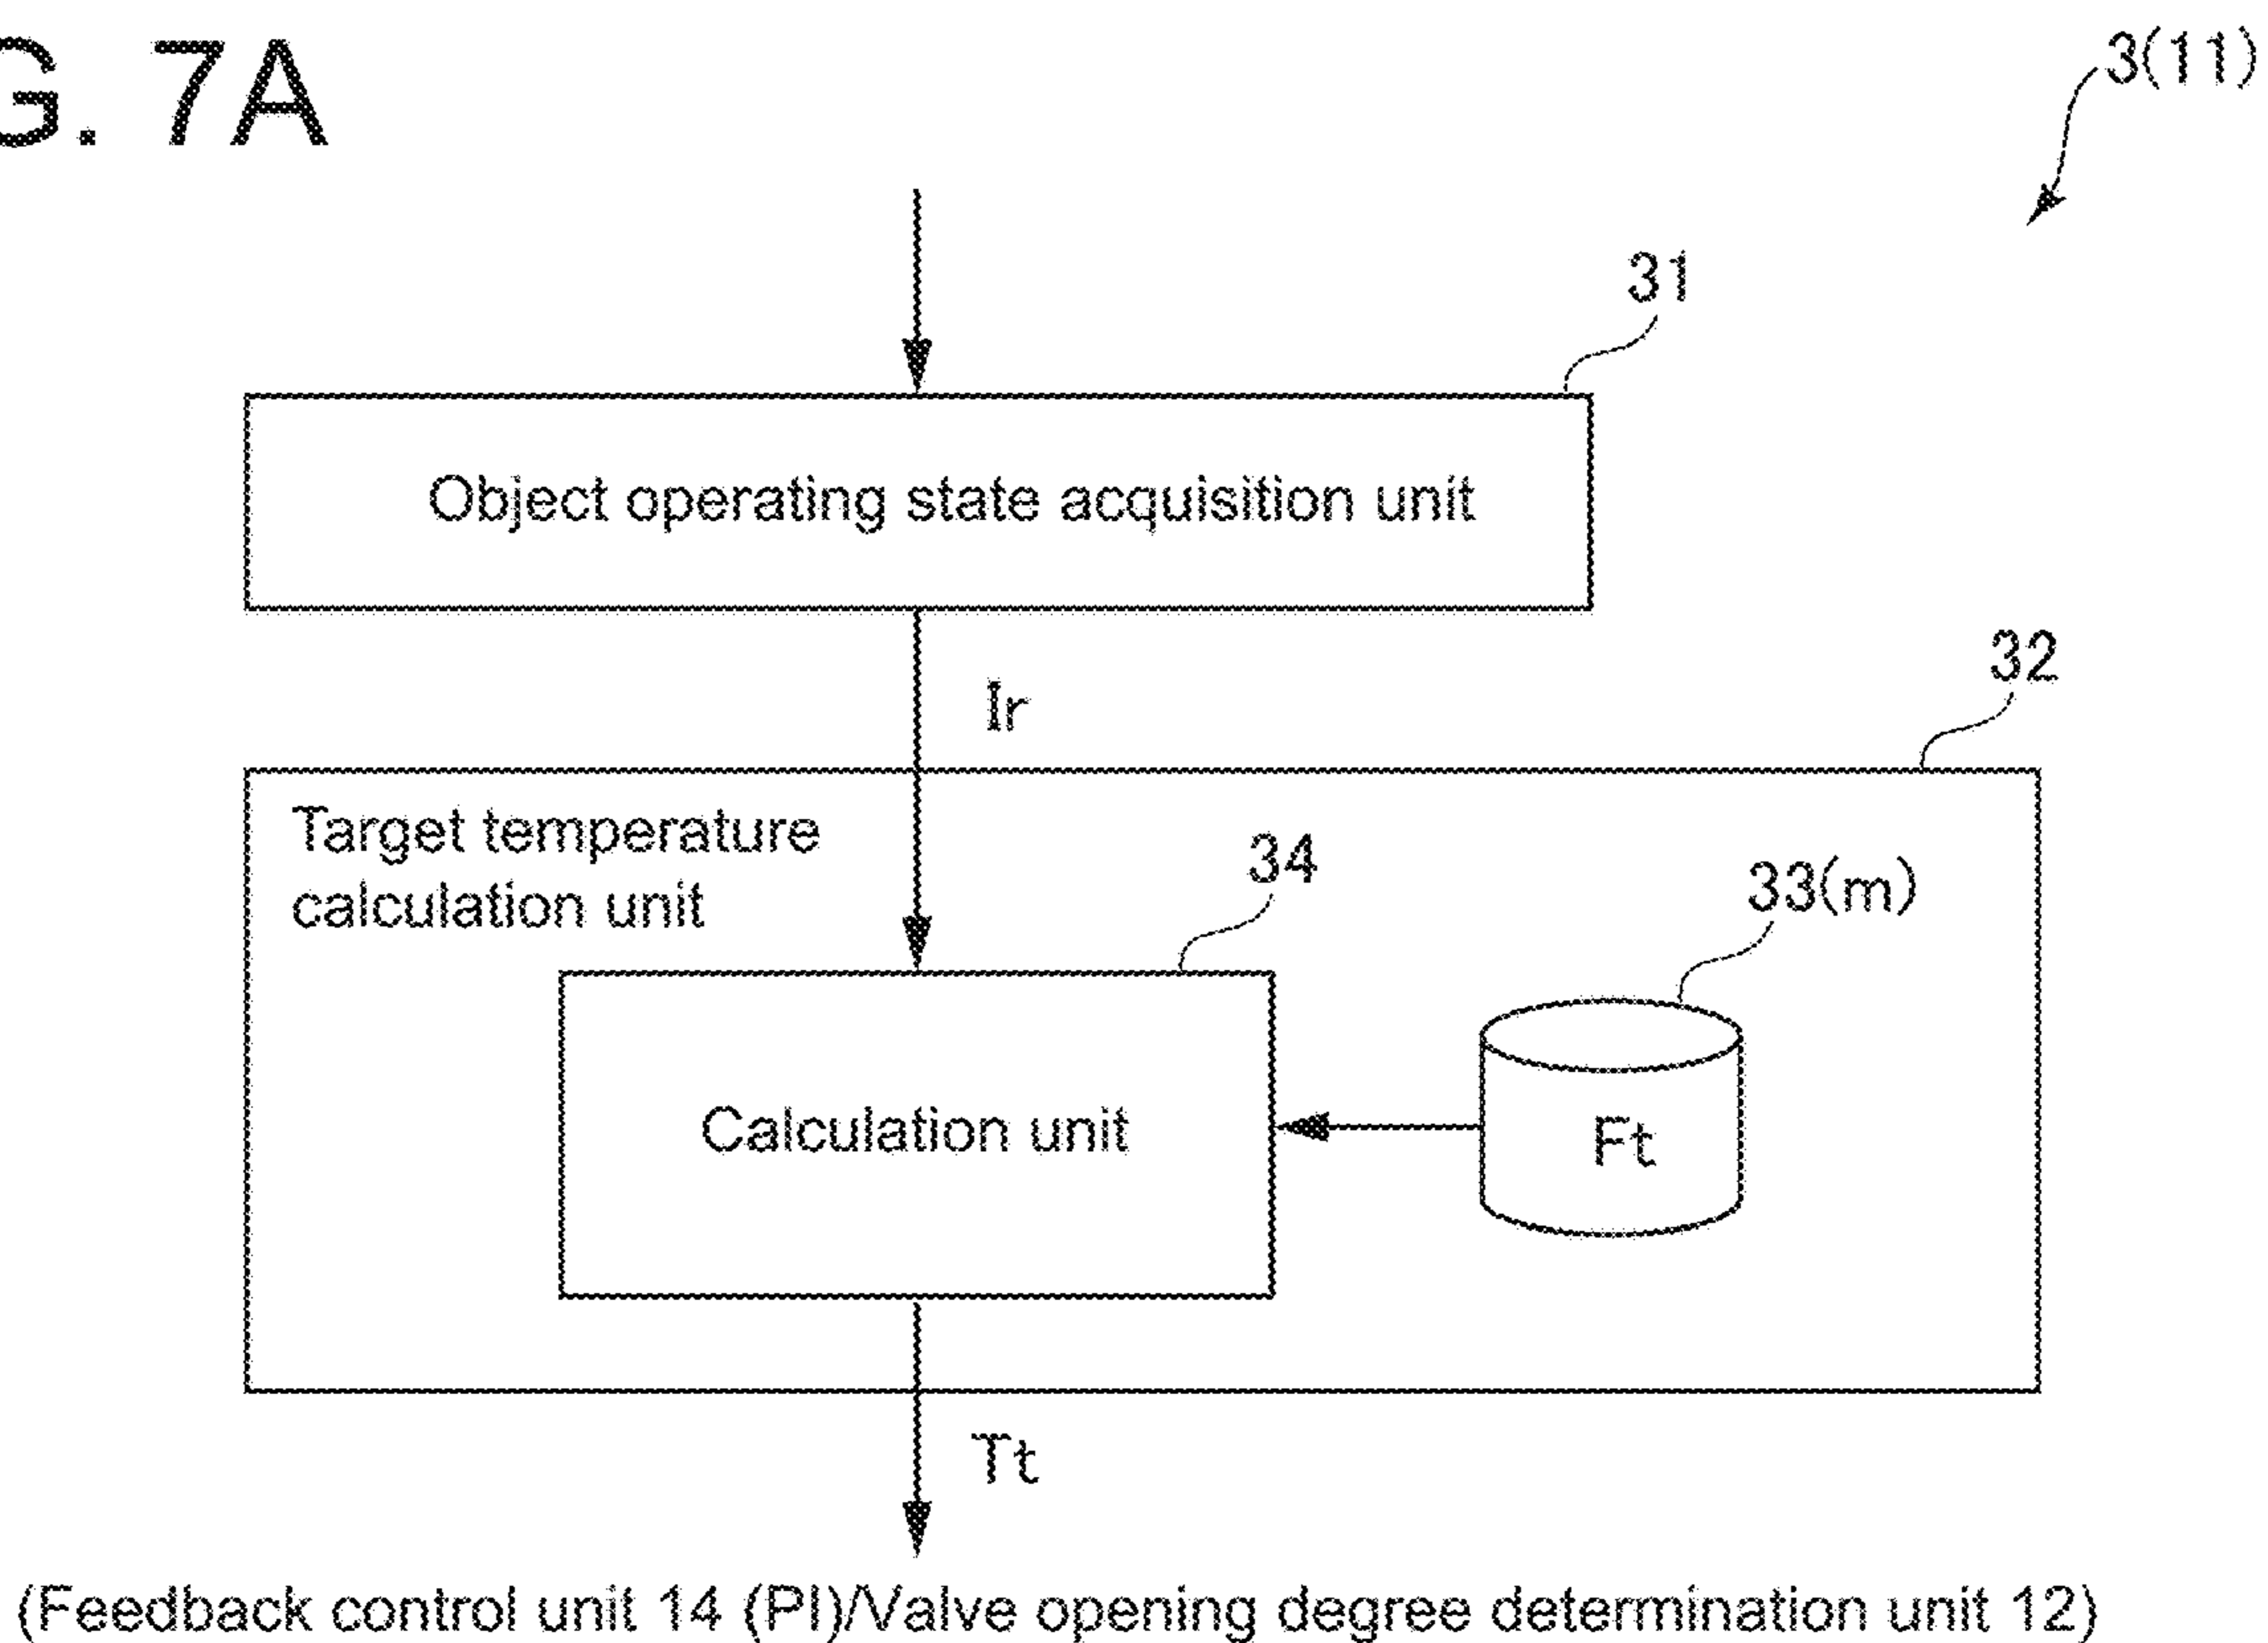 G. 7A
3(11)
31
Object operating state acquisition unit
Ir
32
Target temperature
calculation unit
34
33(m)
Calculation unit
Ft
Tt
(Feedback control unit 14 (PI)/Valve opening degree determination unit 12)